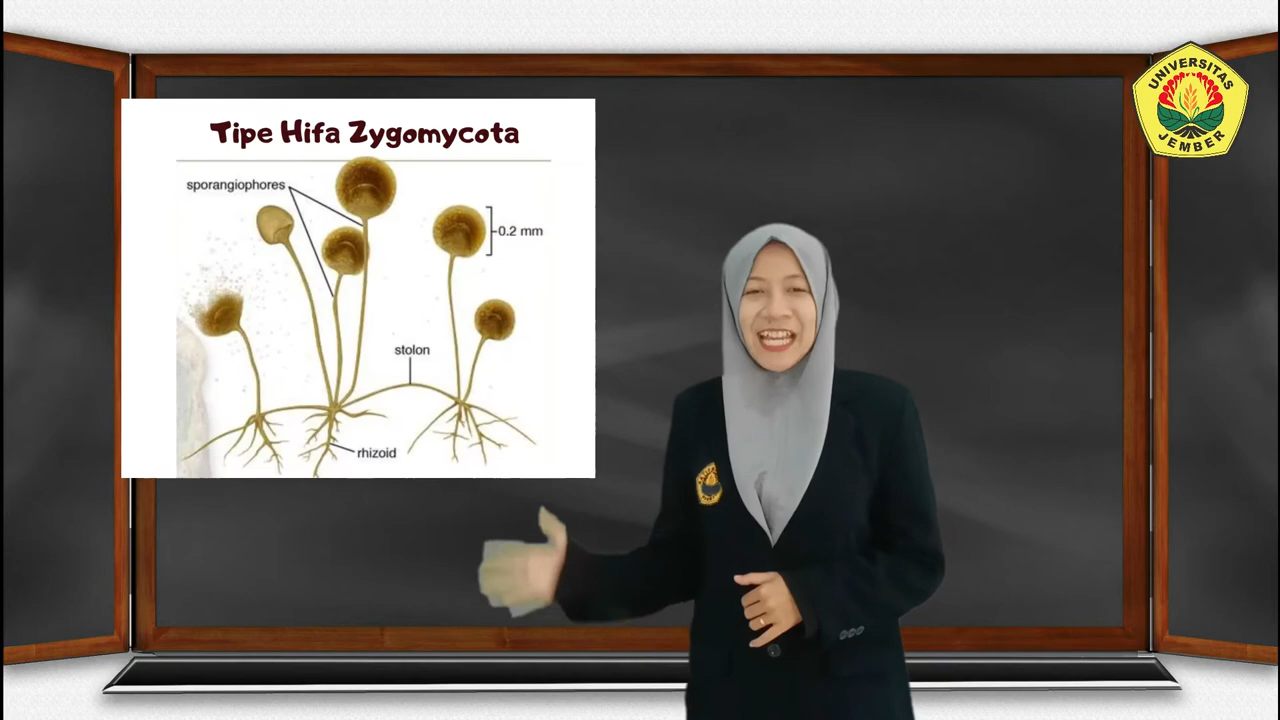 Tipe Hifa Zygomycota
sporangiophores
0.2 mm
stolon
rhizoid
UNIVERSITAS
JEMBER